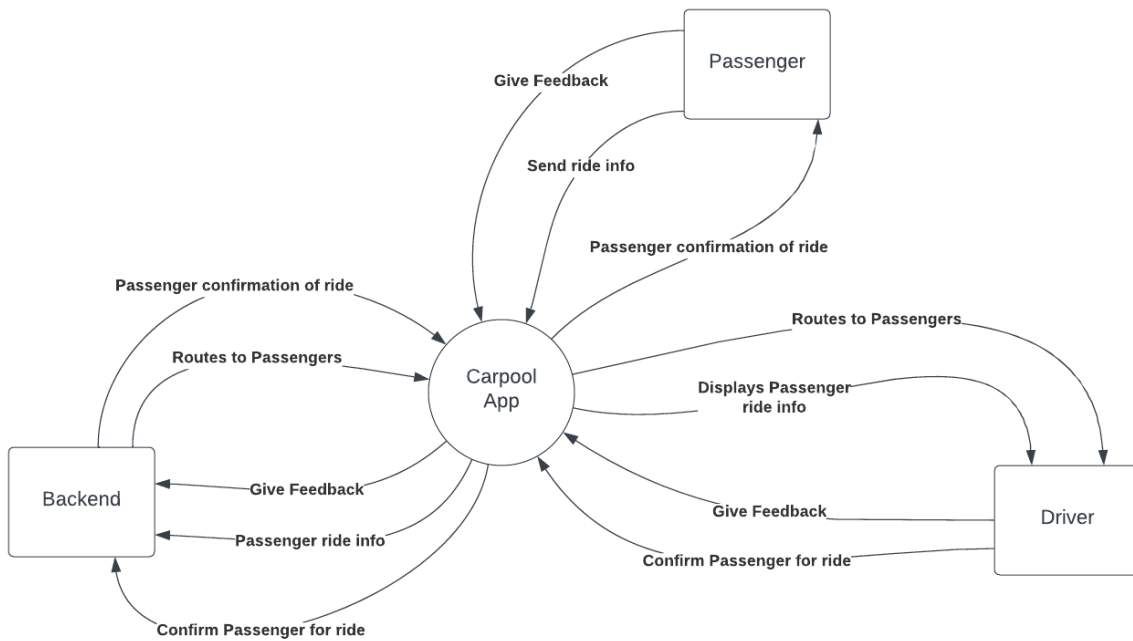 Passenger
Give Feedback
Send ride info
Passenger confirmation of ride
Passenger confirmation of ride
Routes to Passengers
Routes to Passengers
Carpool
App
Displays Passenger
ride info
Backend
Give Feedback
Give Feedback
Driver
Passenger ride info
Confirm Passenger for ride
Confirm Passenger for ride